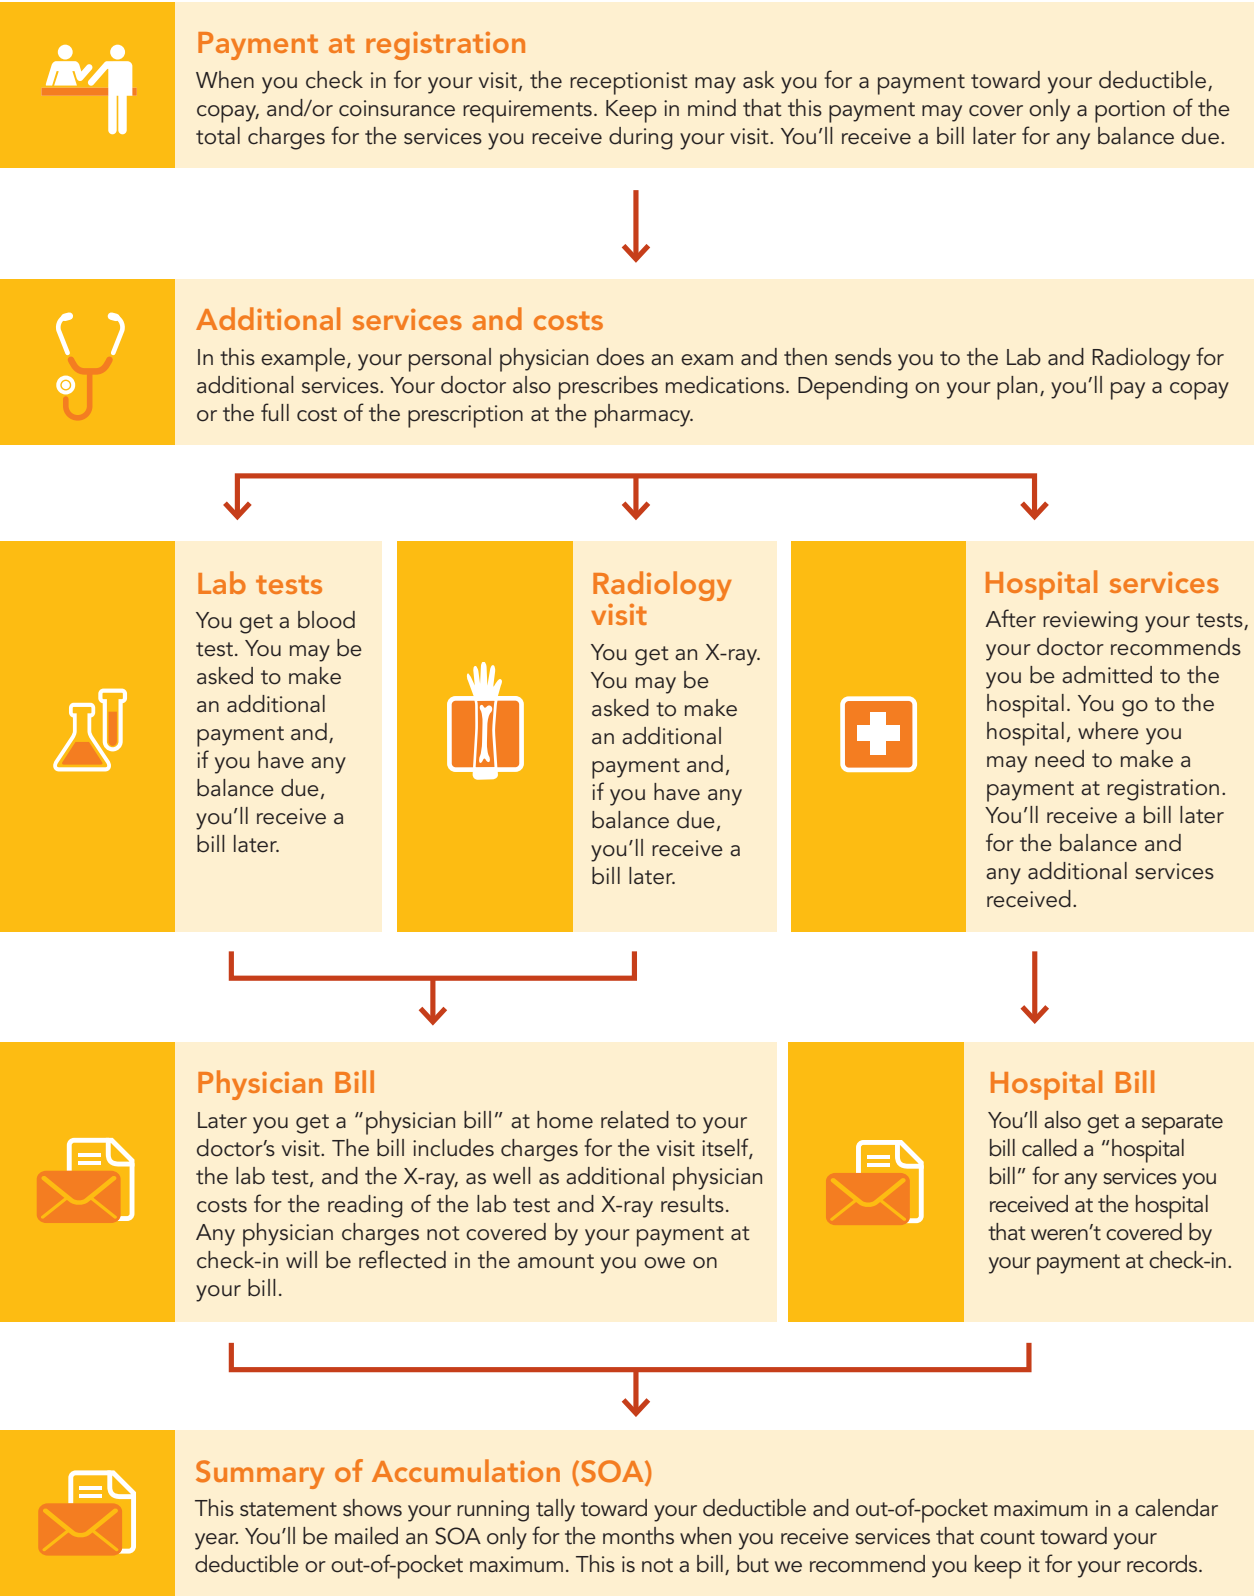 Payment at registration
When you check in for your visit, the receptionist may ask you for a payment toward your deductible,
copay, and/or coinsurance requirements. Keep in mind that this payment may cover only a portion of the
total charges for the services you receive during your visit. You’ll receive a bill later for any balance due.
Additional services and costs
In this example, your personal physician does an exam and then sends you to the Lab and Radiology for
additional services. Your doctor also prescribes medications. Depending on your plan, you’ll pay a copay
or the full cost of the prescription at the pharmacy.
Lab tests
You get a blood
test. You may be
asked to make
an additional
payment and,
if you have any
balance due,
you’ll receive a
bill later.
Radiology
visit
You get an X-ray.
You may be
asked to make
an additional
payment and,
if you have any
balance due,
you’ll receive a
bill later.
Hospital services
After reviewing your tests,
your doctor recommends
you be admitted to the
hospital. You go to the
hospital, where you
may need to make a
payment at registration.
You’ll receive a bill later
for the balance and
any additional services
received.
Physician Bill
Later you get a “physician bill” at home related to your
doctor’s visit. The bill includes charges for the visit itself,
the lab test, and the X-ray, as well as additional physician
costs for the reading of the lab test and X-ray results.
Any physician charges not covered by your payment at
check-in will be reflected in the amount you owe on
your bill.
Hospital Bill
You’ll also get a separate
bill called a “hospital
bill” for any services you
received at the hospital
that weren’t covered by
your payment at check-in.
Summary of Accumulation (SOA)
This statement shows your running tally toward your deductible and out-of-pocket maximum in a calendar
year. You’ll be mailed an SOA only for the months when you receive services that count toward your
deductible or out-of-pocket maximum. This is not a bill, but we recommend you keep it for your records.